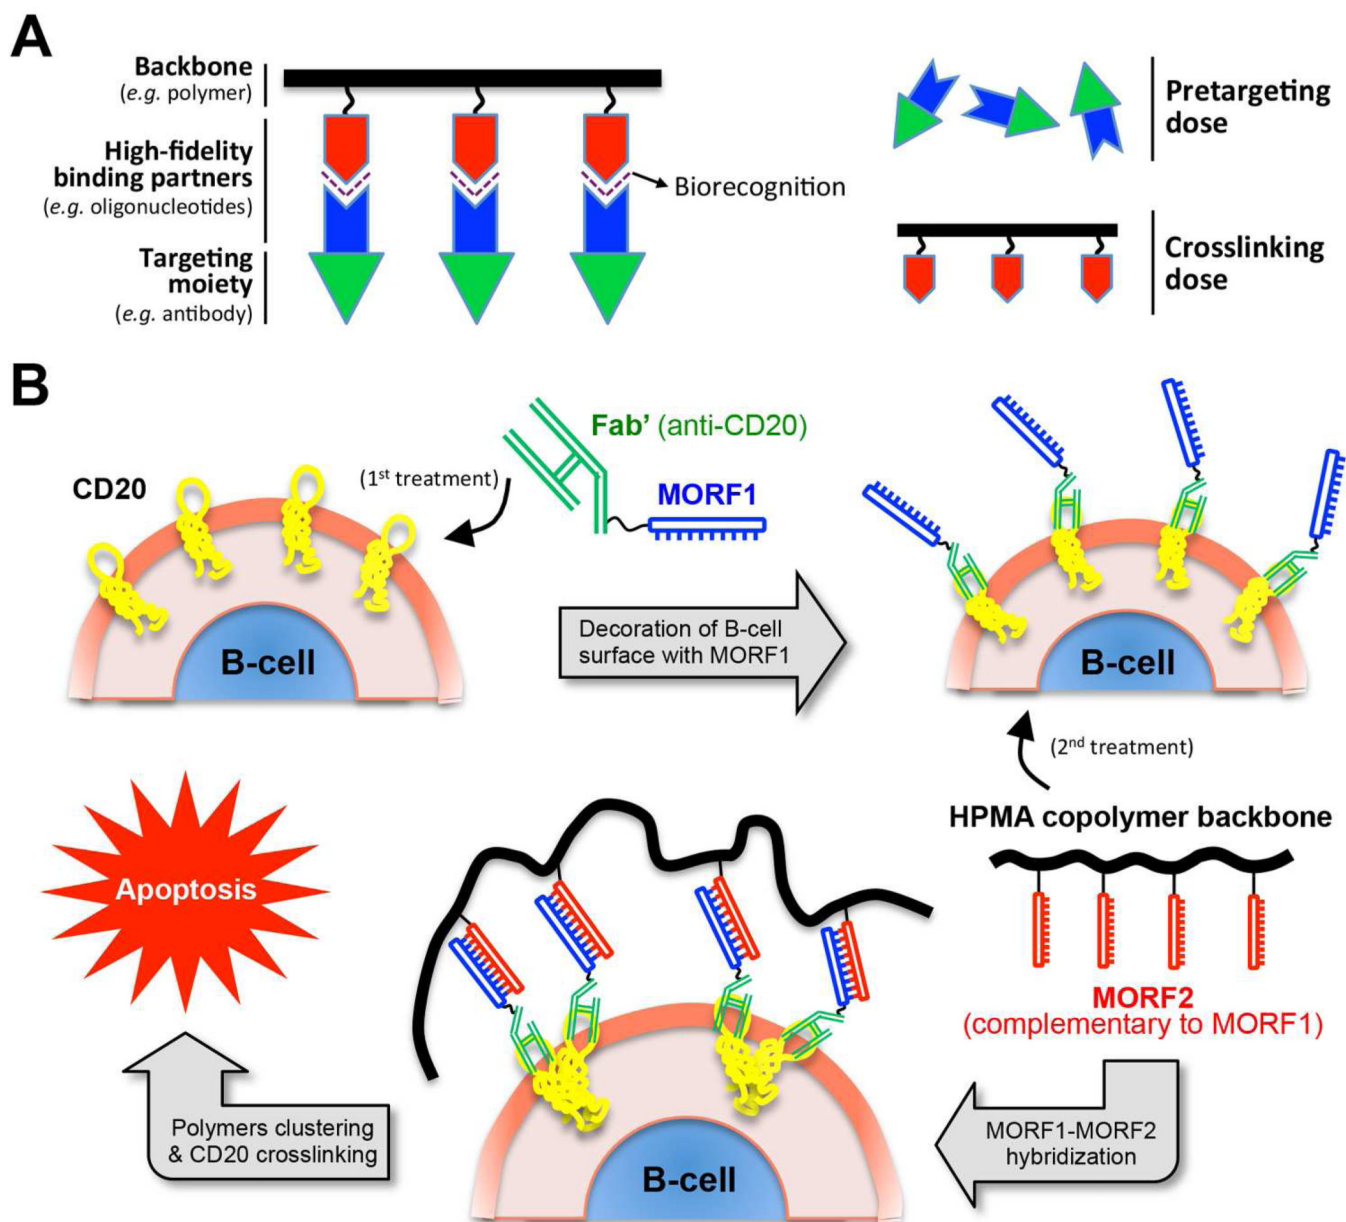 A
Backbone
(e.g. polymer)
High-fidelity
binding partners
(e.g. oligonucleotides)
Targeting
moiety
(e.g. antibody)
Biorecognition
Pretargeting
dose
Crosslinking
dose
B
CD20
(1st treatment)
Fab’ (anti-CD20)
MORF1
Decoration of B-cell
surface with MORF1
B-cell
B-cell
(2nd treatment)
HPMA copolymer backbone
MORF2
(complementary to MORF1)
MORF1-MORF2
hybridization
B-cell
Polymers clustering
& CD20 crosslinking
Apoptosis